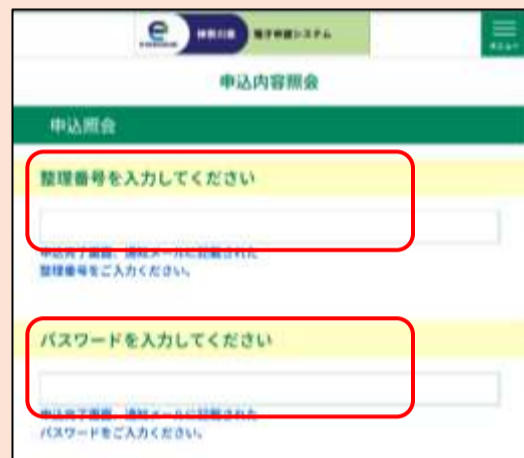 神奈川県 電子申請システム
メニュー
申込内容照会
申込照会
整理番号を入力してください
申込完了画面、通知メールに記載された
整理番号をご入力ください。
パスワードを入力してください
申込完了画面、通知メールに記載された
パスワードをご入力ください。